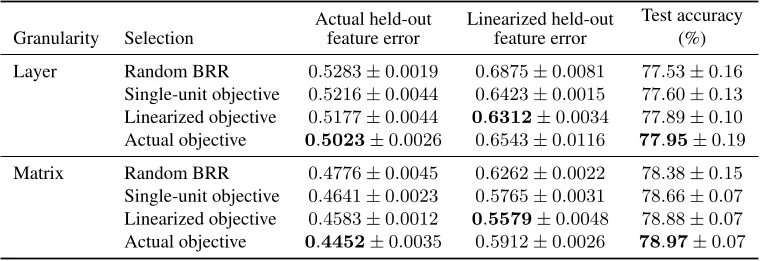 Granularity Selection Actual held-out feature error Linearized held-out feature error Test accuracy (%)
Layer Random BRR 0.5283 ± 0.0019 0.6875 ± 0.0081 77.53 ± 0.16
Single-unit objective 0.5216 ± 0.0044 0.6423 ± 0.0015 77.60 ± 0.13
Linearized objective 0.5177 ± 0.0044 0.6312 ± 0.0034 77.89 ± 0.10
Actual objective 0.5023 ± 0.0026 0.6543 ± 0.0116 77.95 ± 0.19
Matrix Random BRR 0.4776 ± 0.0045 0.6262 ± 0.0022 78.38 ± 0.15
Single-unit objective 0.4641 ± 0.0023 0.5765 ± 0.0031 78.66 ± 0.07
Linearized objective 0.4583 ± 0.0012 0.5579 ± 0.0048 78.88 ± 0.07
Actual objective 0.4452 ± 0.0035 0.5912 ± 0.0026 78.97 ± 0.07